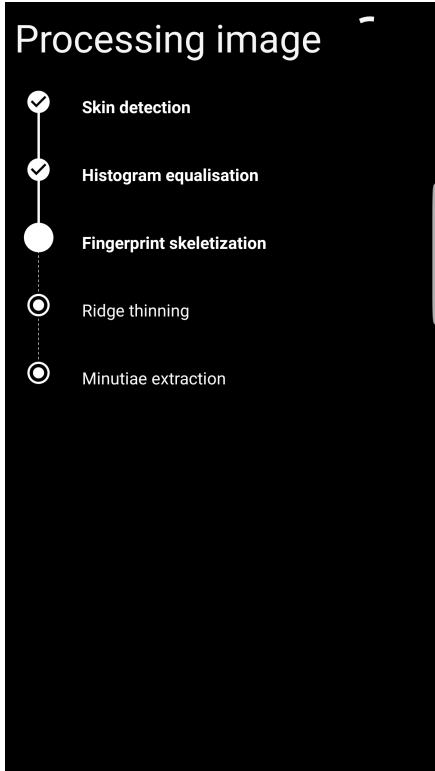 Processing image
Skin detection
Histogram equalisation
Fingerprint skeletization
Ridge thinning
Minutiae extraction